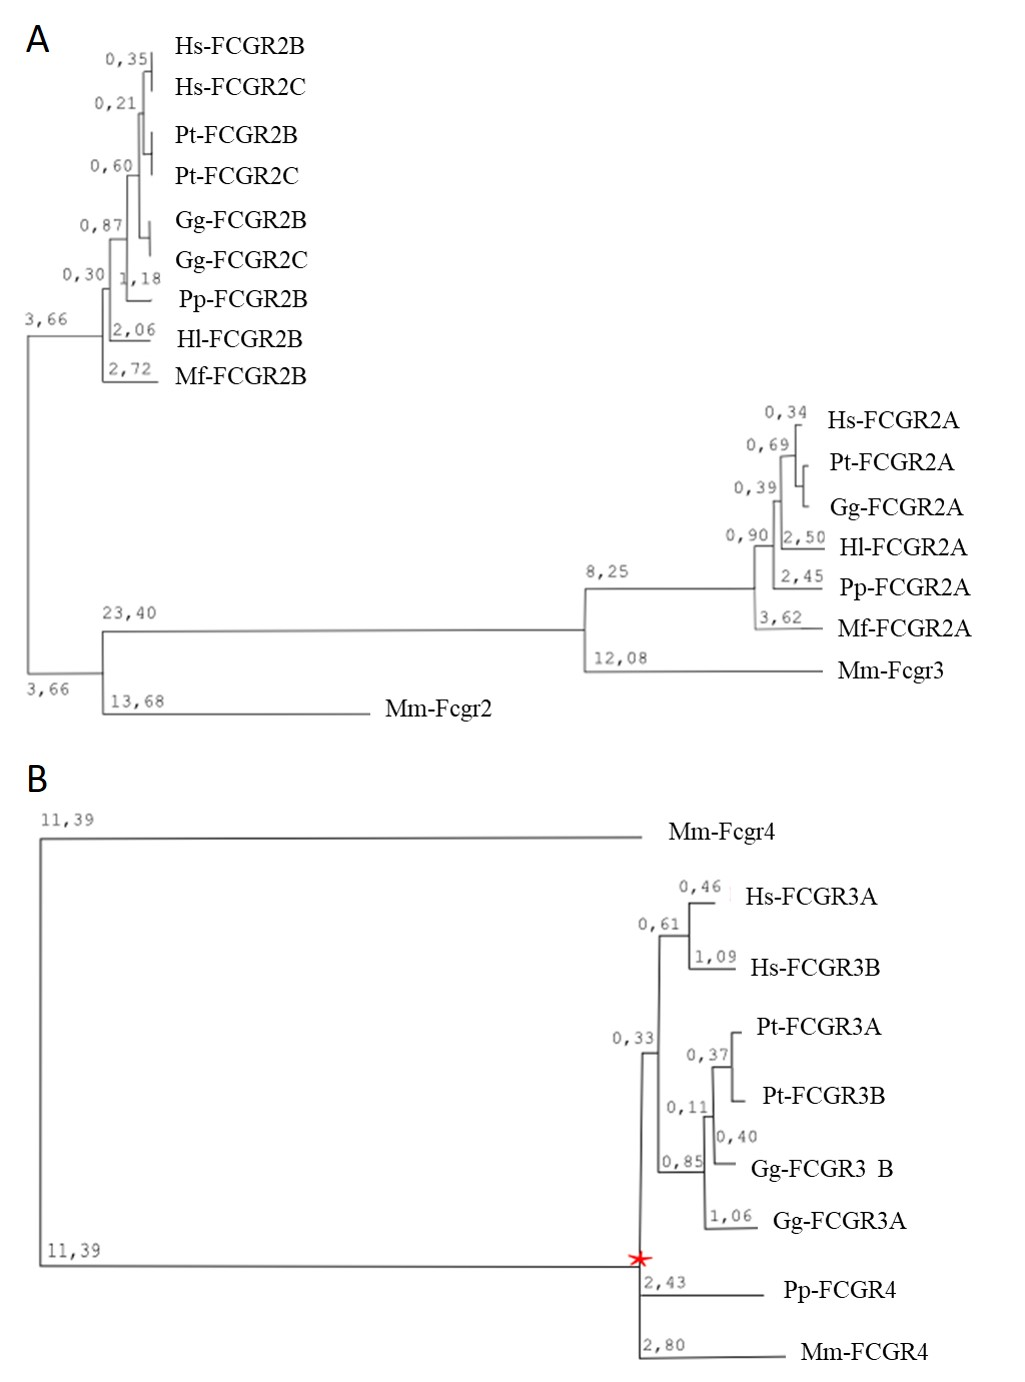 A
Hs-FCGR2B
0,35
Hs-FCGR2C
0,21
Pt-FCGR2B
0,60
Pt-FCGR2C
Gg-FCGR2B
0,87
Gg-FCGR2C
0,30
1,18
Pp-FCGR2B
3,66
2,06
Hl-FCGR2B
2,72
Mf-FCGR2B
0,34
Hs-FCGR2A
0,69
Pt-FCGR2A
0,39
Gg-FCGR2A
0,90
2,50
Hl-FCGR2A
8,25
2,45
Pp-FCGR2A
23,40
3,62
Mf-FCGR2A
12,08
Mm-Fcgr3
3,66
13,68
Mm-Fcgr2
B
11,39
Mm-Fcgr4
0,46
Hs-FCGR3A
0,61
1,09
Hs-FCGR3B
Pt-FCGR3A
0,33
0,37
Pt-FCGR3B
0,11
0,40
0,85
Gg-FCGR3 B
1,06
Gg-FCGR3A
11,39
2,43
Pp-FCGR4
2,80
Mm-FCGR4